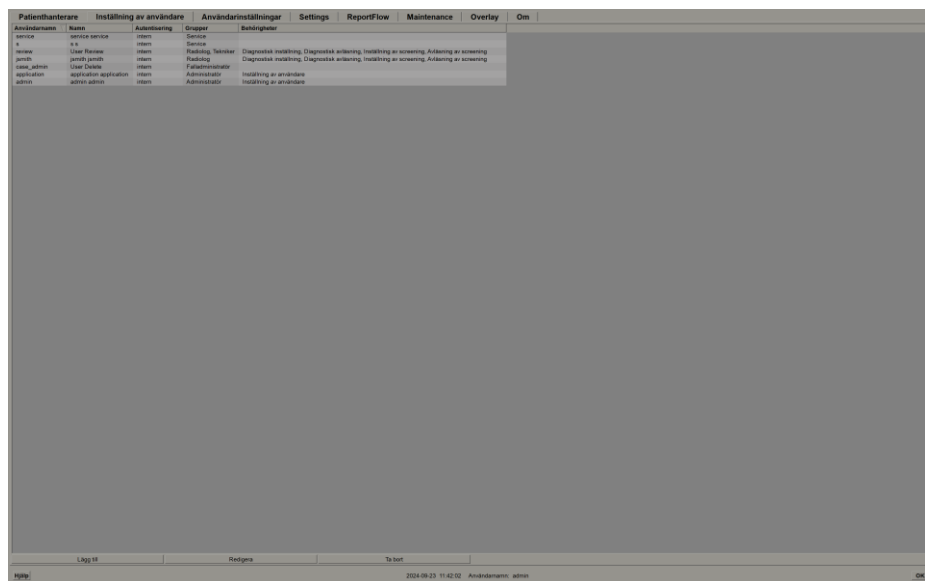 Patienthanterare Inställning av användare Användarinställningar Settings ReportFlow Maintenance Overlay Om
Användarnamn Namn Autentisering Grupper Behörigheter
service service service intern Service
s s s intern Service
review User Review intern Radiolog, Tekniker Diagnostisk inställning, Diagnostisk avläsning, Inställning av screening, Avläsning av screening
jsmith jsmith jsmith intern Radiolog Diagnostisk inställning, Diagnostisk avläsning, Inställning av screening, Avläsning av screening
case_admin User Delete intern Falladministratör
application application application intern Administratör Inställning av användare
admin admin admin intern Administratör Inställning av användare
Lägg till Redigera Ta bort
Hjälp 2024-09-23 11:42:02 Användarnamn: admin OK